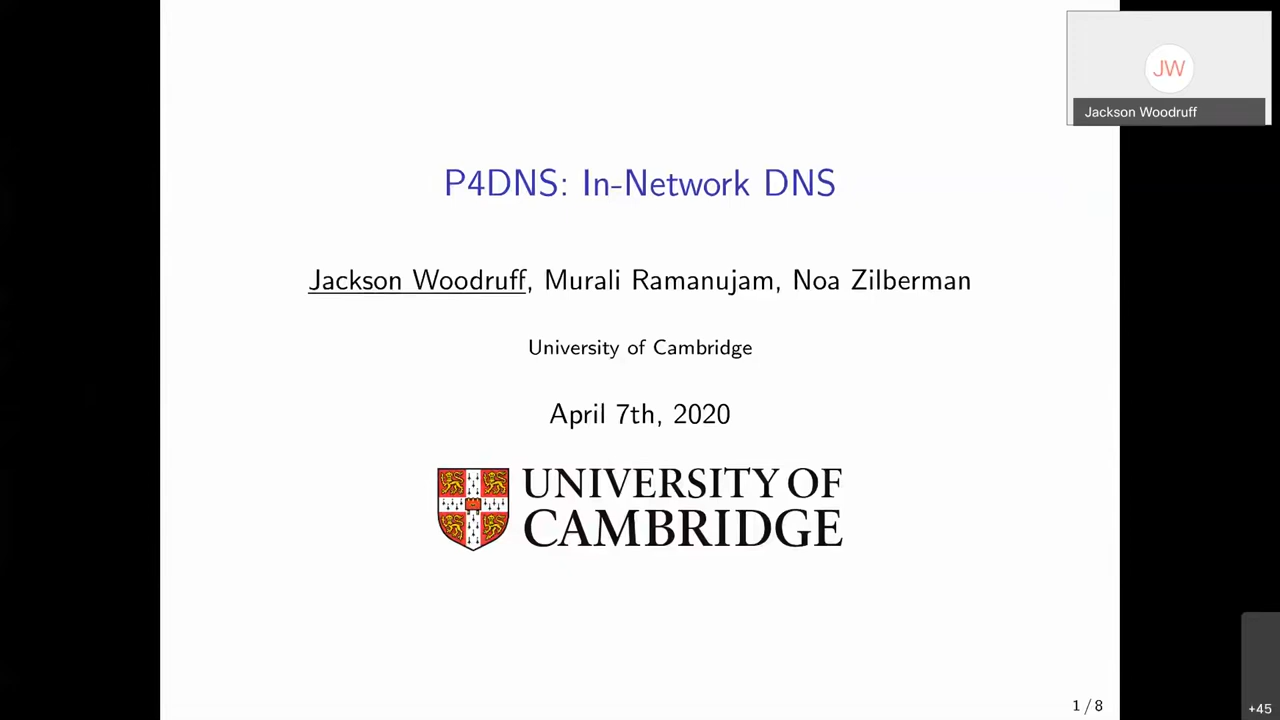 JW
Jackson Woodruff
P4DNS: In-Network DNS
Jackson Woodruff, Murali Ramanujam, Noa Zilberman
University of Cambridge
April 7th, 2020
UNIVERSITY OF
CAMBRIDGE
1 / 8
+45